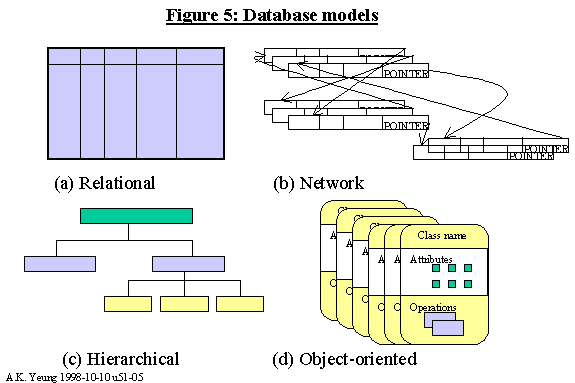 Figure 5: Database models
POINTER
POINTER
POINTER
POINTER
(a) Relational
(b) Network
Class name
Attributes
Operations
(c) Hierarchical
(d) Object-oriented
A.K. Yeung 1998-10-10 u51-05